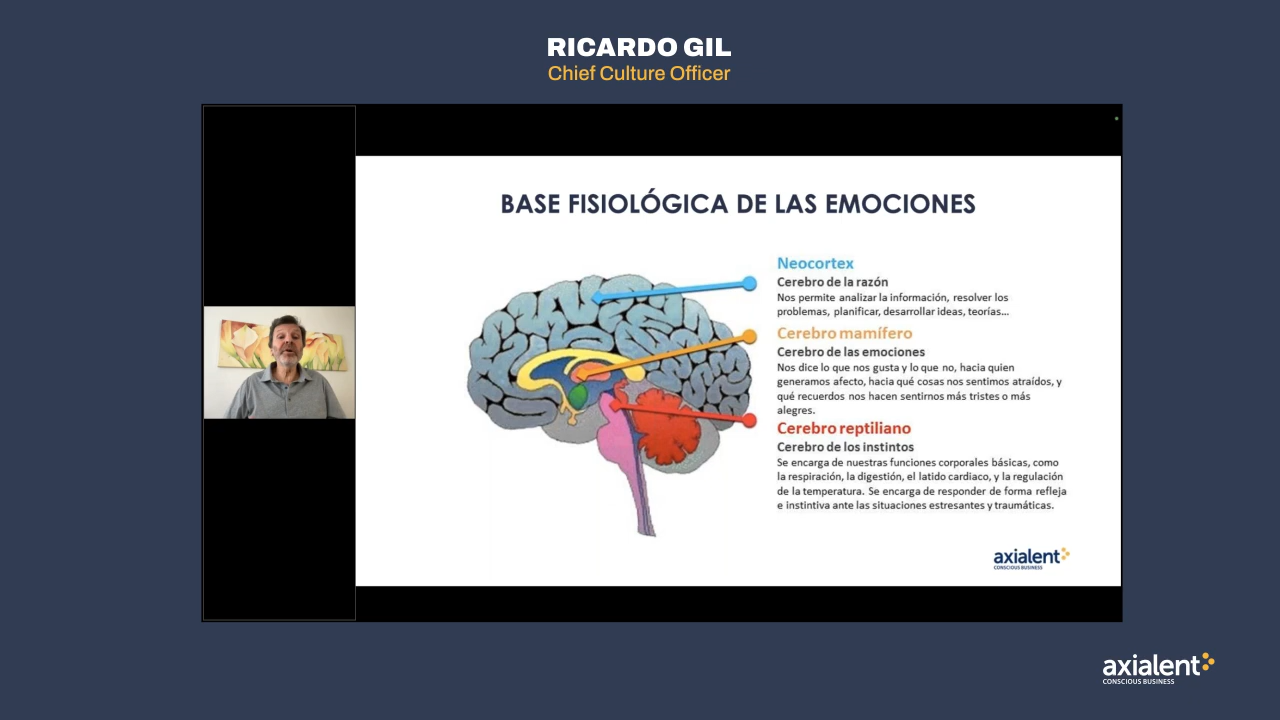 RICARDO GIL
Chief Culture Officer
BASE FISIOLÓGICA DE LAS EMOCIONES
Neocortex
Cerebro de la razón
Nos permite analizar la información, resolver los
problemas, planificar, desarrollar ideas, teorías...
Cerebro mamífero
Cerebro de las emociones
Nos dice lo que nos gusta y lo que no, hacia quien
generamos afecto, hacia qué cosas nos sentimos atraídos, y
qué recuerdos nos hacen sentirnos más tristes o más
alegres.
Cerebro reptiliano
Cerebro de los instintos
Se encarga de nuestras funciones corporales básicas, como
la respiración, la digestión, el latido cardiaco, y la regulación
de la temperatura. Se encarga de responder de forma refleja
e instintiva ante las situaciones estresantes y traumáticas.
axialent
CONSCIOUS BUSINESS
axialent
CONSCIOUS BUSINESS